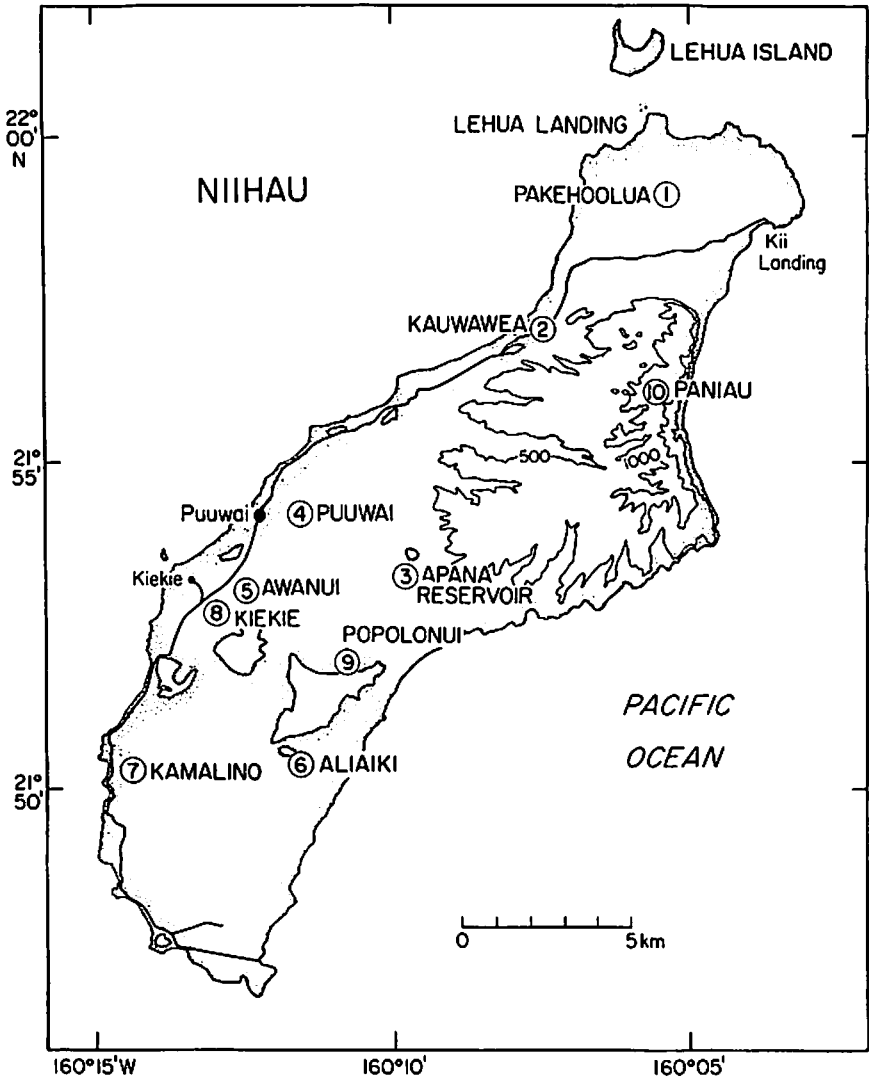 LEHUA ISLAND
22°
00'
N
LEHUA LANDING
NIIHAU
PAKEHOOLUA 1
Kii
Landing
KAUWAWEA 2
10 PANIAU
21°
55'
500
1000
Puuwai
4 PUUWAI
Kiekie
3 APANA
RESERVOIR
5 AWANUI
8 KIEKIE
POPOLONUI
9
PACIFIC
OCEAN
7 KAMALINO
6 ALIAIKI
21°
50'
0
5 km
160°15'W
160°10'
160°05'